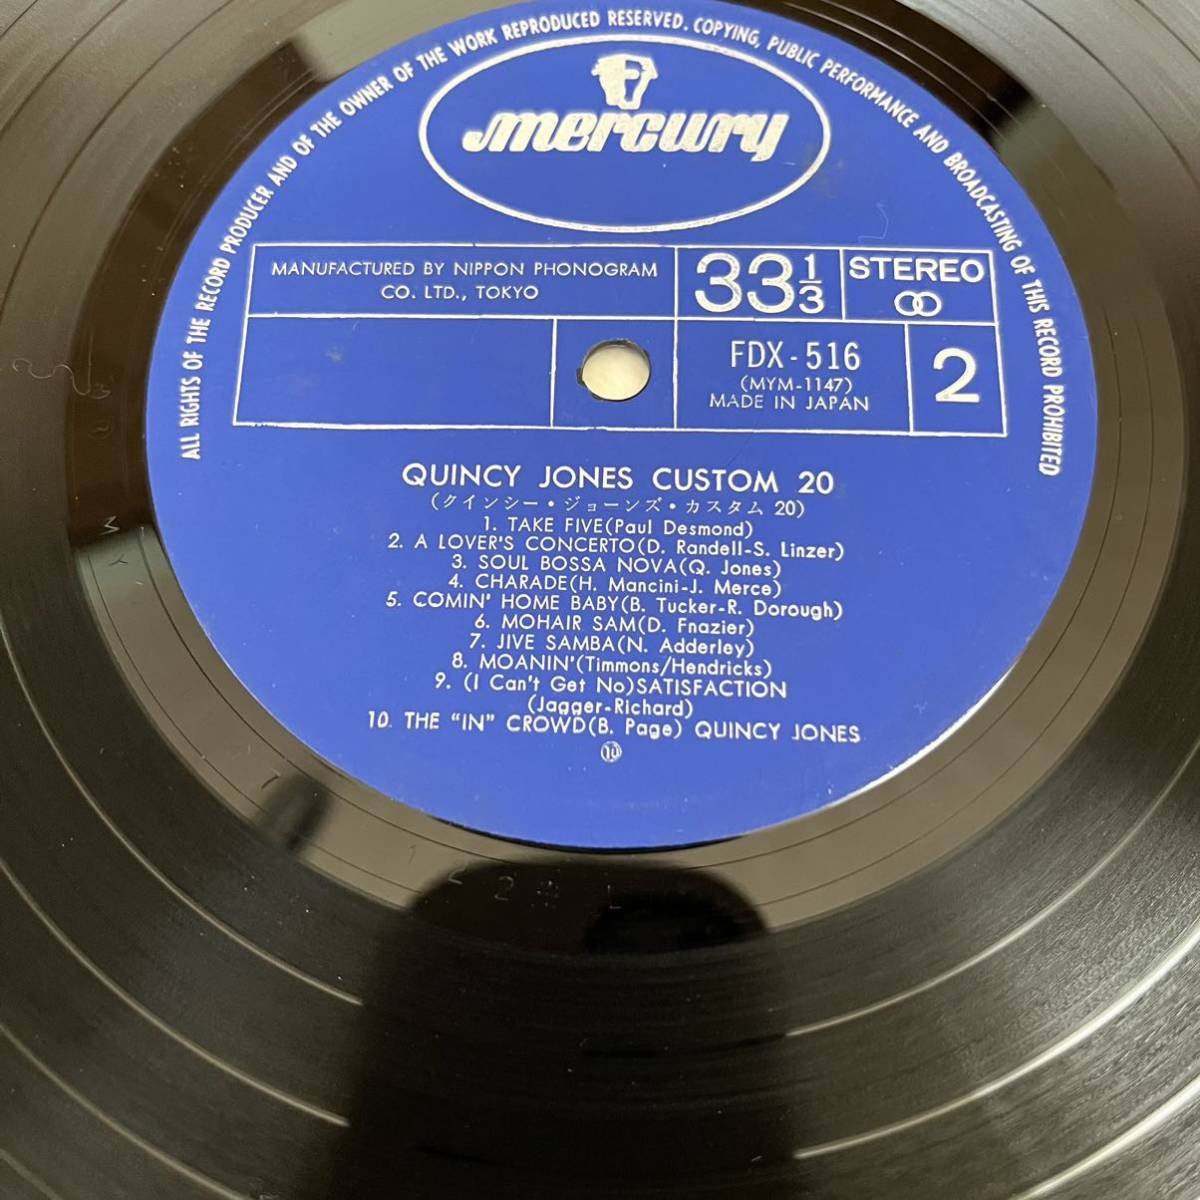 ALL RIGHTS OF THE RECORD PRODUCER AND OF THE OWNER OF THE WORK REPRODUCED RESERVED. COPYING, PUBLIC PERFORMANCE AND BROADCASTING OF THIS RECORD PROHIBITED
mercury
MANUFACTURED BY NIPPON PHONOGRAM
CO. LTD., TOKYO
33 1/3
STEREO
FDX-516
(MYM-1147)
MADE IN JAPAN
2
QUINCY JONES CUSTOM 20
(クインシー・ジョーンズ・カスタム 20)
1. TAKE FIVE(Paul Desmond)
2. A LOVER'S CONCERTO(D. Randell-S. Linzer)
3. SOUL BOSSA NOVA(Q. Jones)
4. CHARADE(H. Mancini-J. Merce)
5. COMIN' HOME BABY(B. Tucker-R. Dorough)
6. MOHAIR SAM(D. Fnazier)
7. JIVE SAMBA(N. Adderley)
8. MOANIN'(Timmons/Hendricks)
9. (I Can't Get No)SATISFACTION
(Jagger-Richard)
10. THE "IN" CROWD(B. Page) QUINCY JONES
⑩